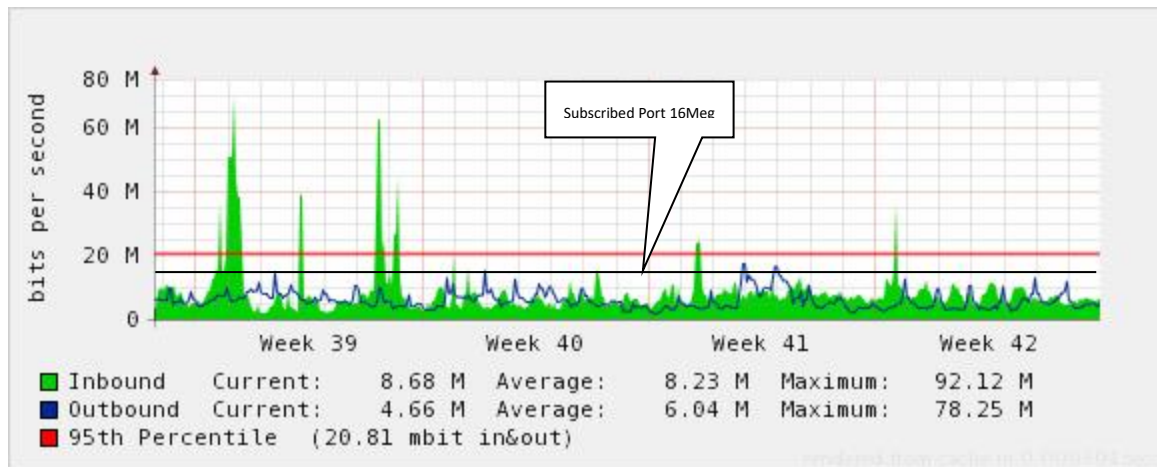 80 M
60 M
40 M
20 M
0
bits per second
Subscribed Port 16Meg
Week 39 Week 40 Week 41 Week 42
Inbound Current: 8.68 M Average: 8.23 M Maximum: 92.12 M
Outbound Current: 4.66 M Average: 6.04 M Maximum: 78.25 M
95th Percentile (20.81 mbit in&out)